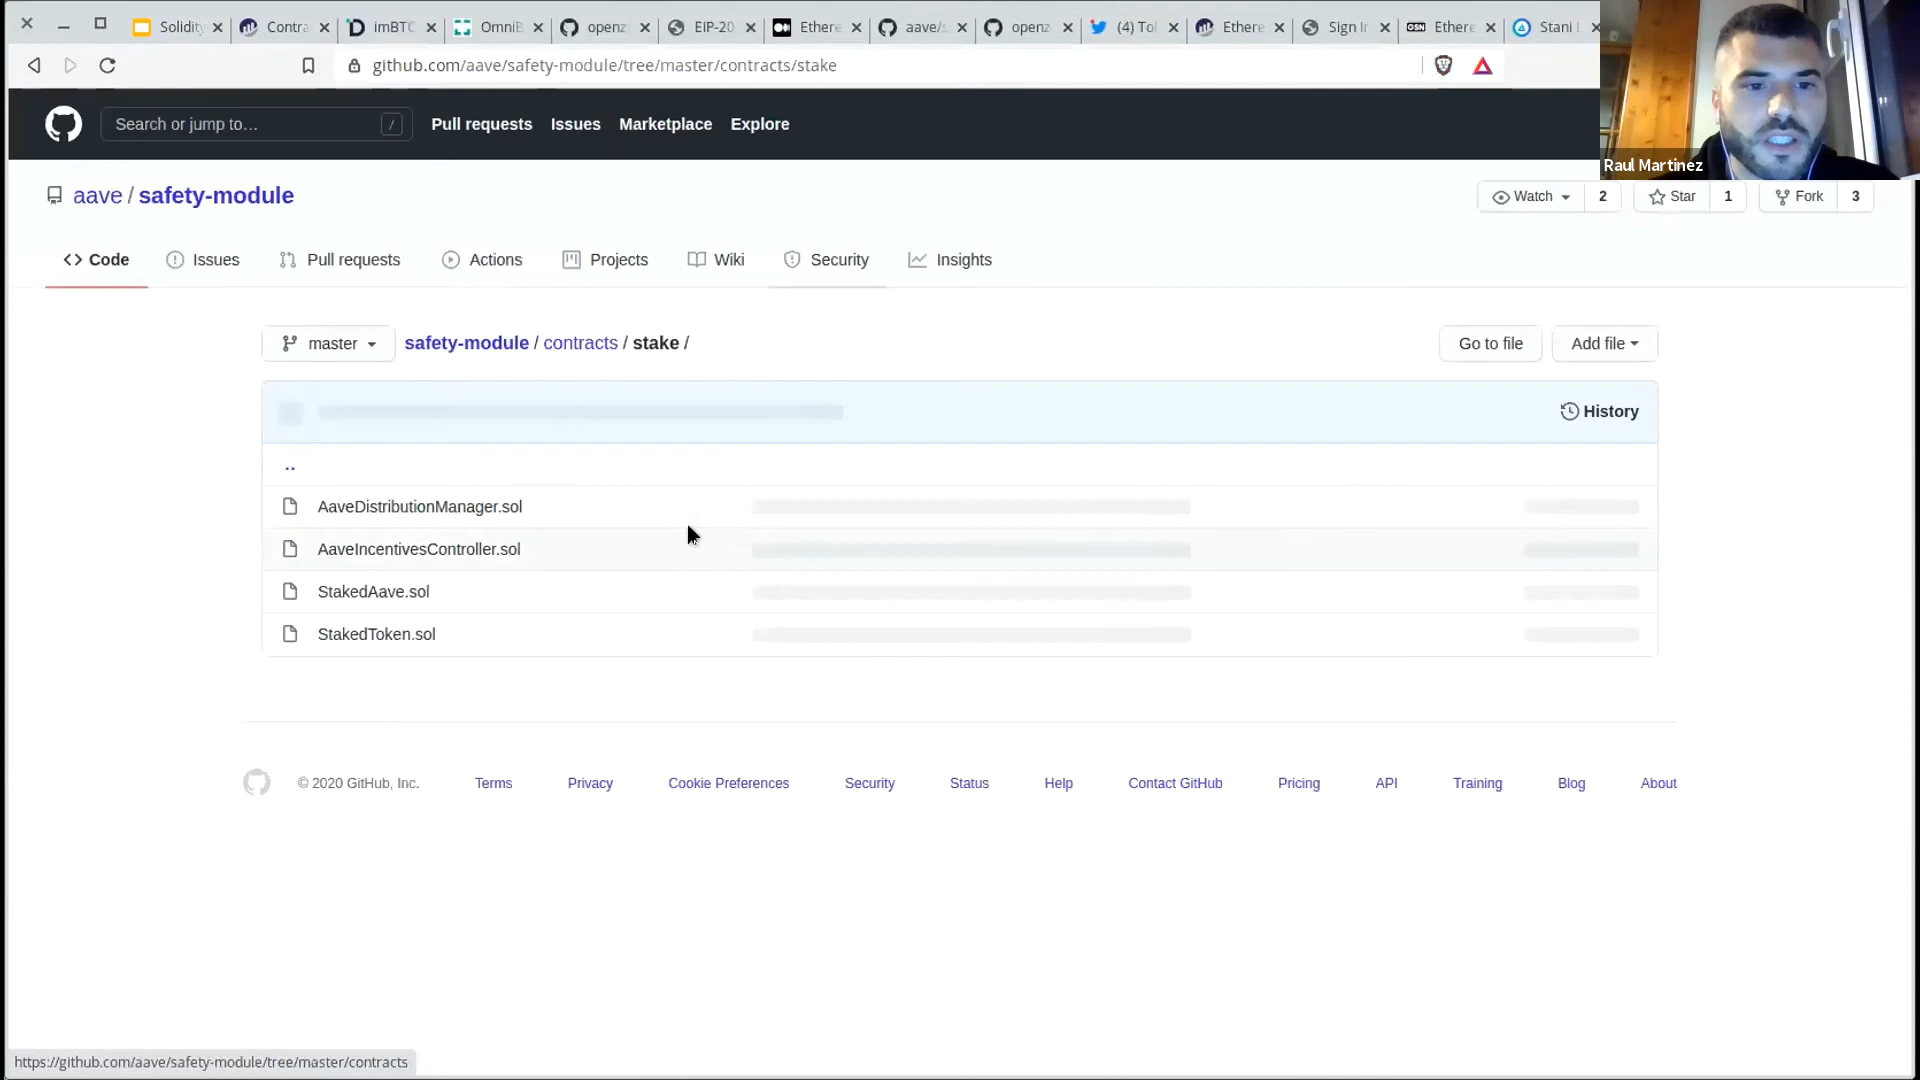 Solidity
Contra
imBTC
OmniB
openz
EIP-20
Ethere
aave/s
openz
(4) Tok
Ethere
Sign In
GSN Ethere
Stani L
github.com/aave/safety-module/tree/master/contracts/stake
Search or jump to…
/
Pull requests
Issues
Marketplace
Explore
Raul Martinez
aave / safety-module
Watch
2
Star
1
Fork
3
Code
Issues
Pull requests
Actions
Projects
Wiki
Security
Insights
master
safety-module / contracts / stake /
Go to file
Add file
History
..
AaveDistributionManager.sol
AaveIncentivesController.sol
StakedAave.sol
StakedToken.sol
© 2020 GitHub, Inc.
Terms
Privacy
Cookie Preferences
Security
Status
Help
Contact GitHub
Pricing
API
Training
Blog
About
https://github.com/aave/safety-module/tree/master/contracts